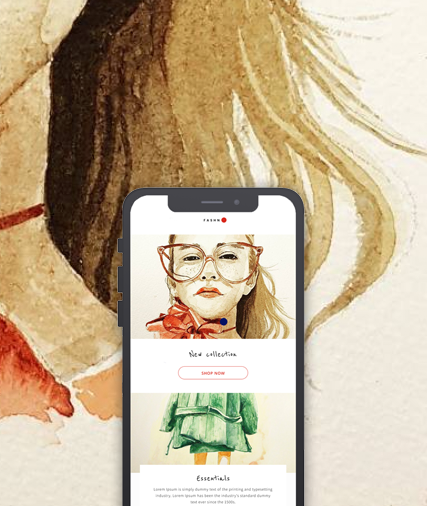 FASHN
New collection
SHOP NOW
Essentials
Lorem Ipsum is simply dummy text of the printing and typesetting
industry. Lorem Ipsum has been the industry's standard dummy
text ever since the 1500s.